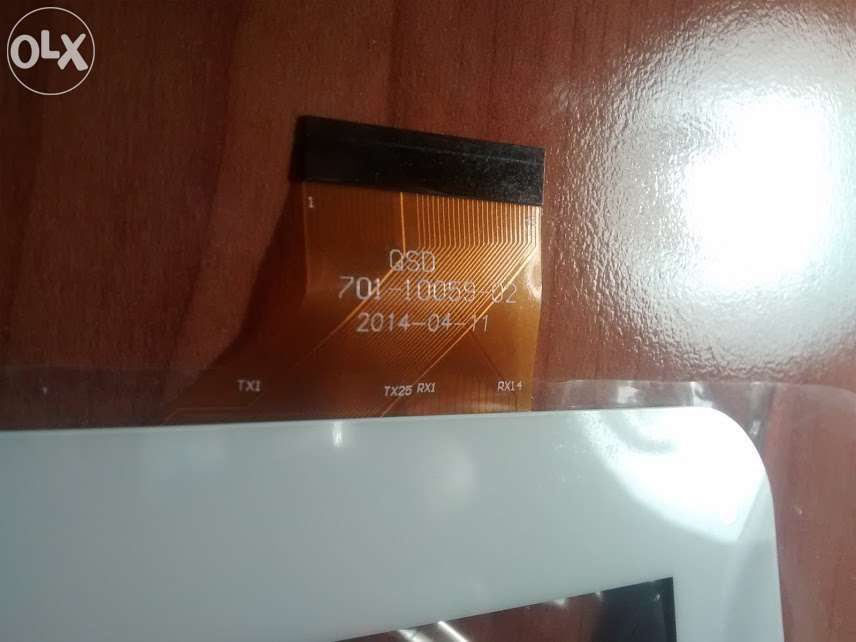 OLX
1
QSD
701-10059-02
2014-04-11
TX1 TX25 RX1 RX14